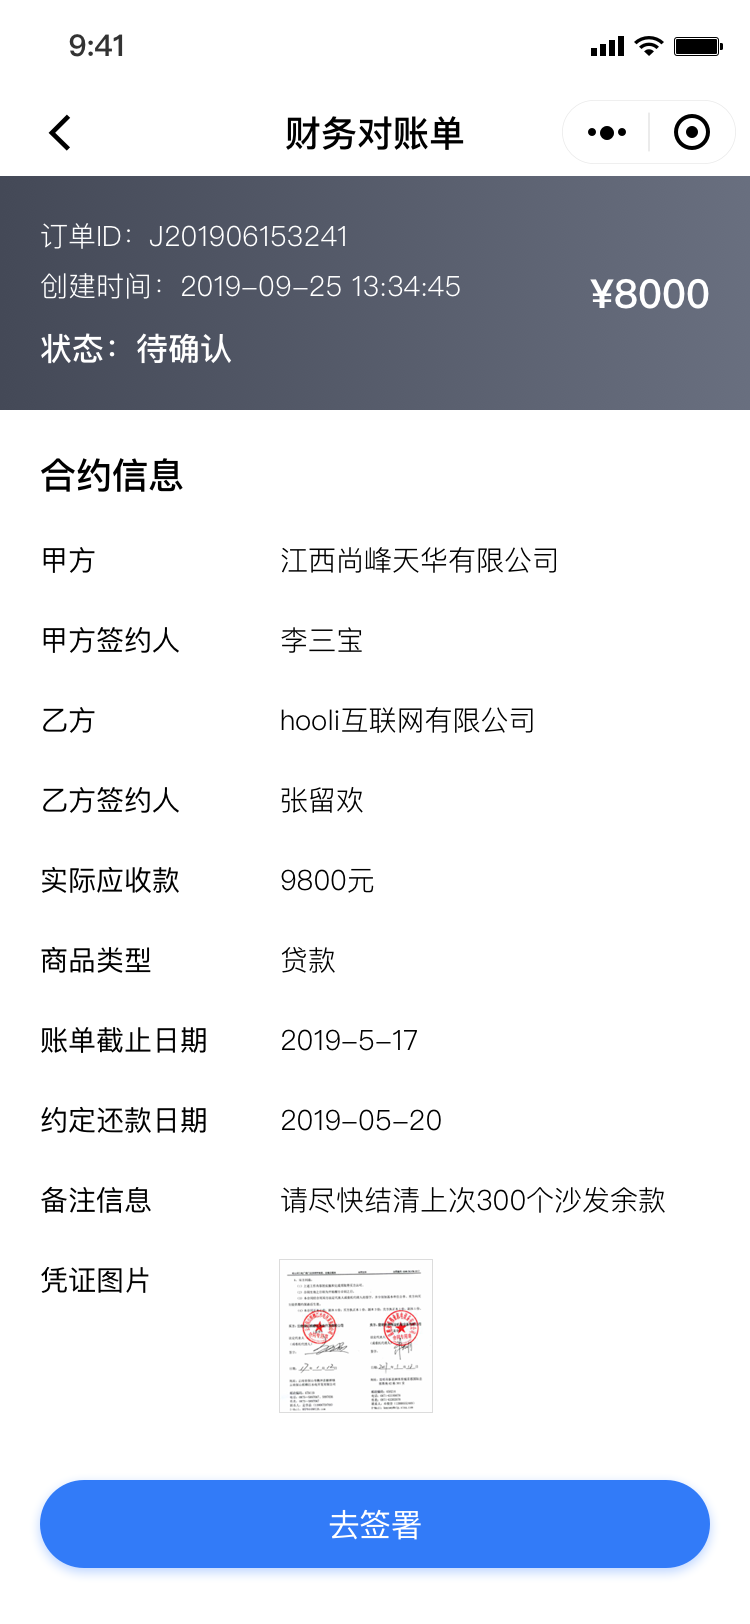 9:41
财务对账单
订单ID：J201906153241
创建时间：2019-09-25 13:34:45
¥8000
状态：待确认
合约信息
甲方 江西尚峰天华有限公司
甲方签约人 李三宝
乙方 hooli互联网有限公司
乙方签约人 张留欢
实际应收款 9800元
商品类型 贷款
账单截止日期 2019-5-17
约定还款日期 2019-05-20
备注信息 请尽快结清上次300个沙发余款
凭证图片
去签署